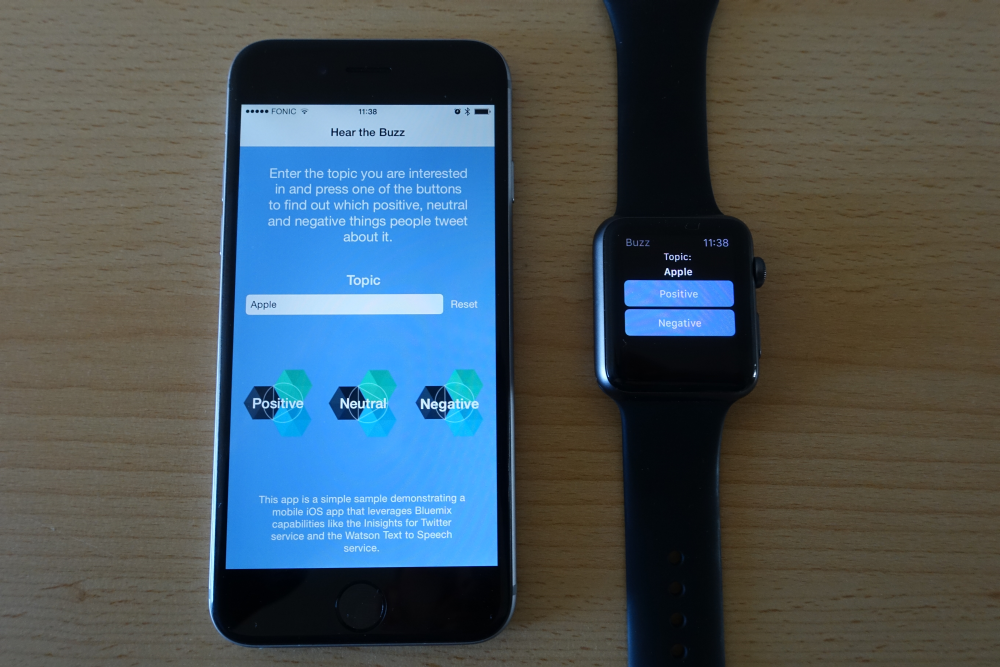 ●●●●● FONIC 11:38
Hear the Buzz
Enter the topic you are interested
in and press one of the buttons
to find out which positive, neutral
and negative things people tweet
about it.
Topic
Apple Reset
Positive Neutral Negative
This app is a simple sample demonstrating a
mobile iOS app that leverages Bluemix
capabilities like the Inisights for Twitter
service and the Watson Text to Speech
service.
Buzz 11:38
Topic:
Apple
Positive
Negative